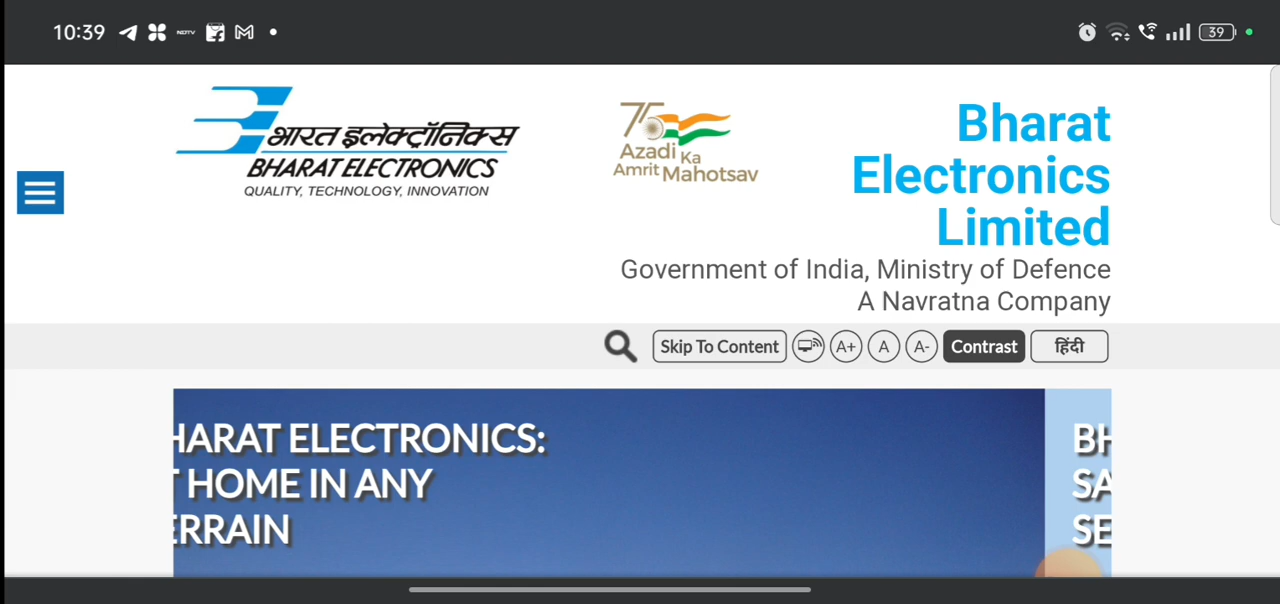 10:39
NDTV
39
भारत इलेक्ट्रॉनिक्स
BHARAT ELECTRONICS
QUALITY, TECHNOLOGY, INNOVATION
75
Azadi Ka
Amrit Mahotsav
Bharat
Electronics
Limited
Government of India, Ministry of Defence
A Navratna Company
Skip To Content A+ A A- Contrast हिंदी
HARAT ELECTRONICS:
T HOME IN ANY
ERRAIN
BH
SA
SE